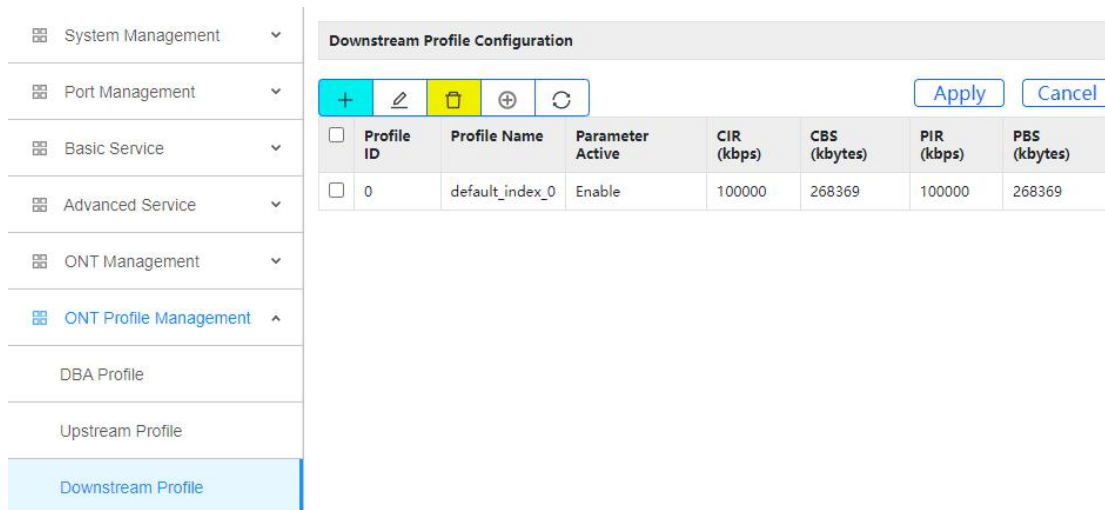 System Management
Port Management
Basic Service
Advanced Service
ONT Management
ONT Profile Management
DBA Profile
Upstream Profile
Downstream Profile
Downstream Profile Configuration
Apply Cancel
Profile ID Profile Name Parameter Active CIR (kbps) CBS (kbytes) PIR (kbps) PBS (kbytes)
0 default_index_0 Enable 100000 268369 100000 268369